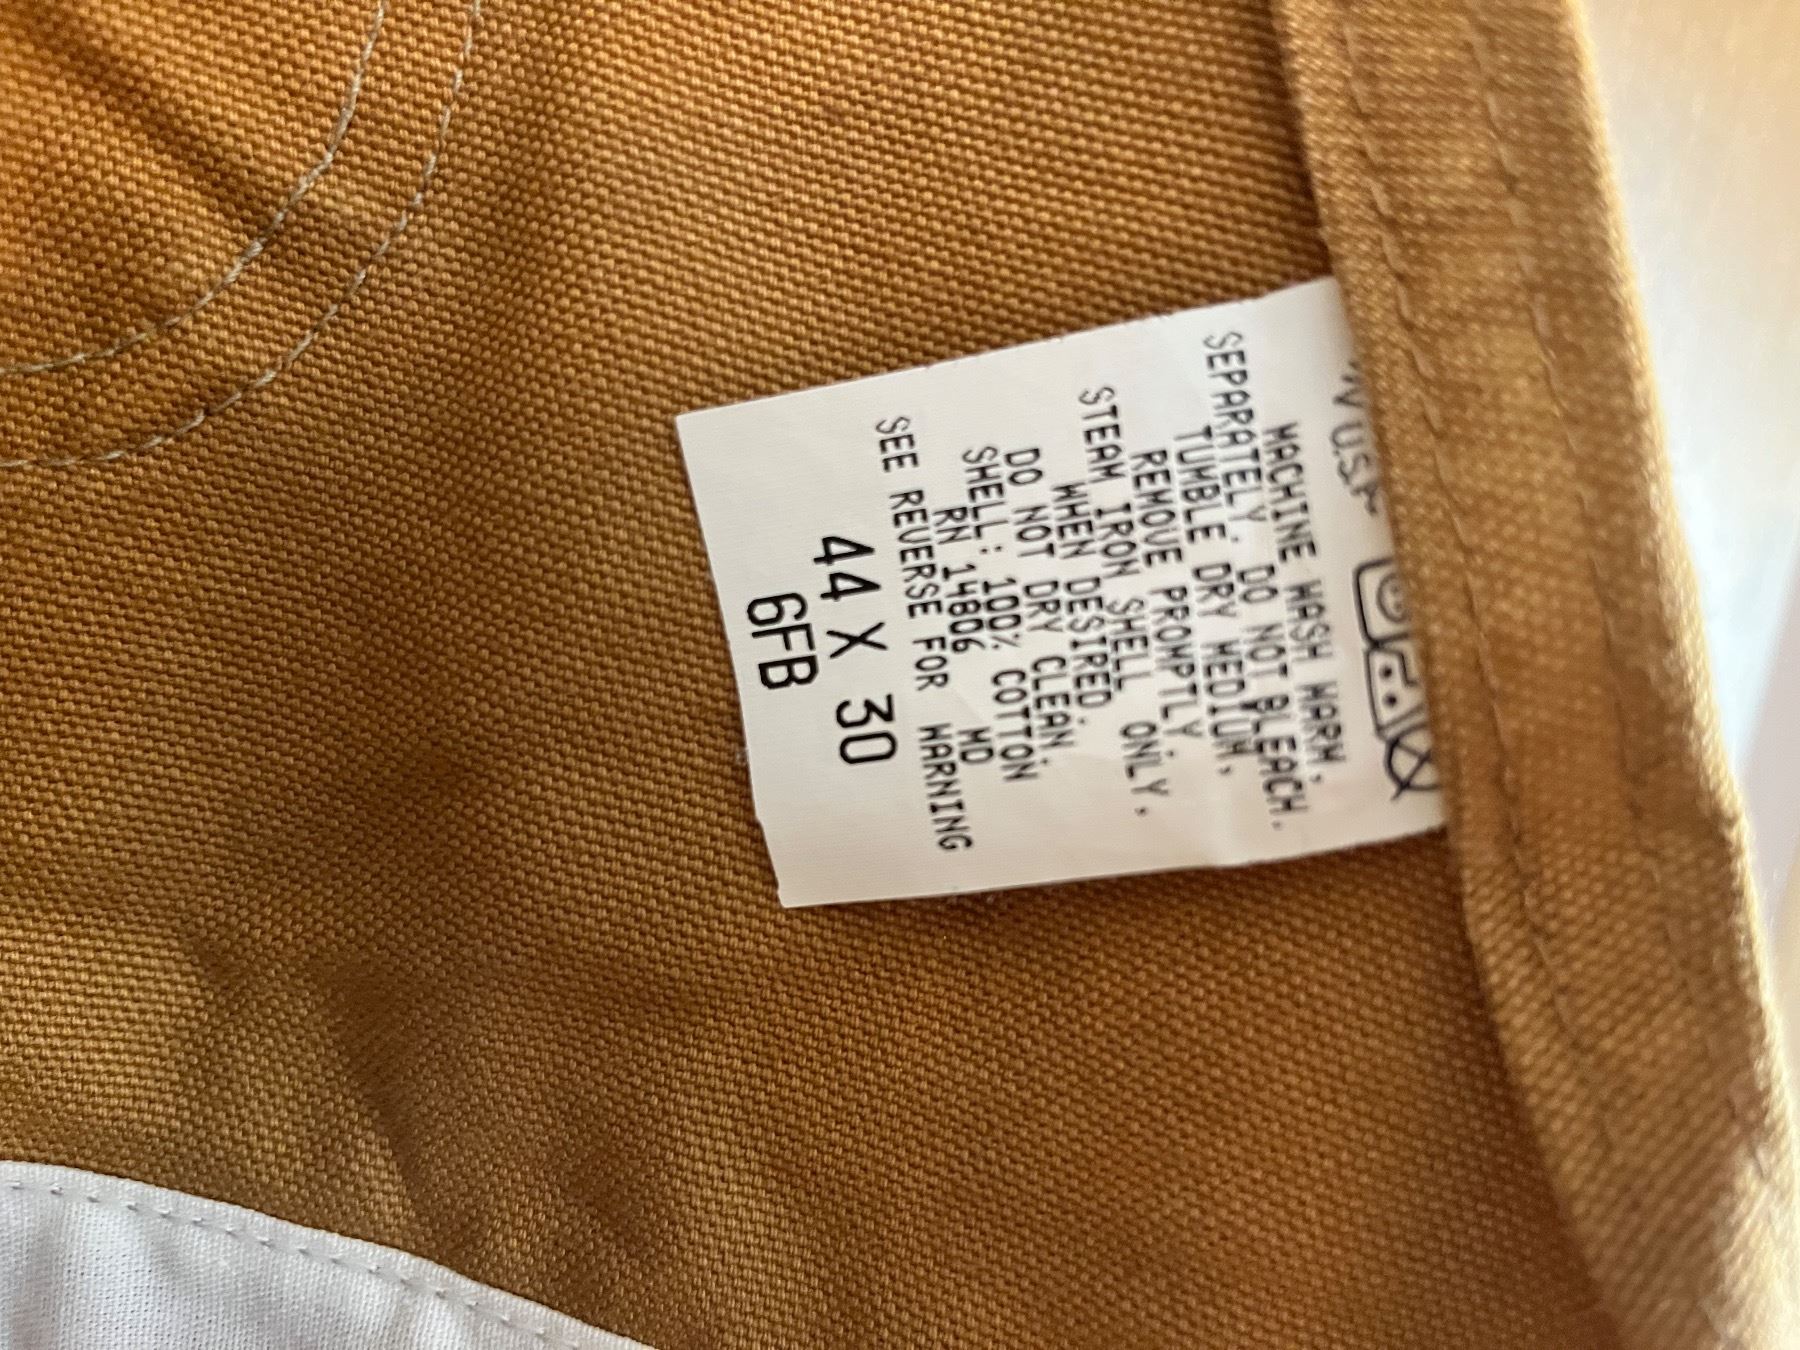 MACHINE WASH WARM,
SEPARATELY. DO NOT BLEACH.
TUMBLE DRY MEDIUM,
REMOVE PROMPTLY.
STEAM IRON SHELL ONLY,
WHEN DESIRED.
DO NOT DRY CLEAN.
SHELL: 100% COTTON
RN 14806 MD
SEE REVERSE FOR WARNING
44 X 30
6FB